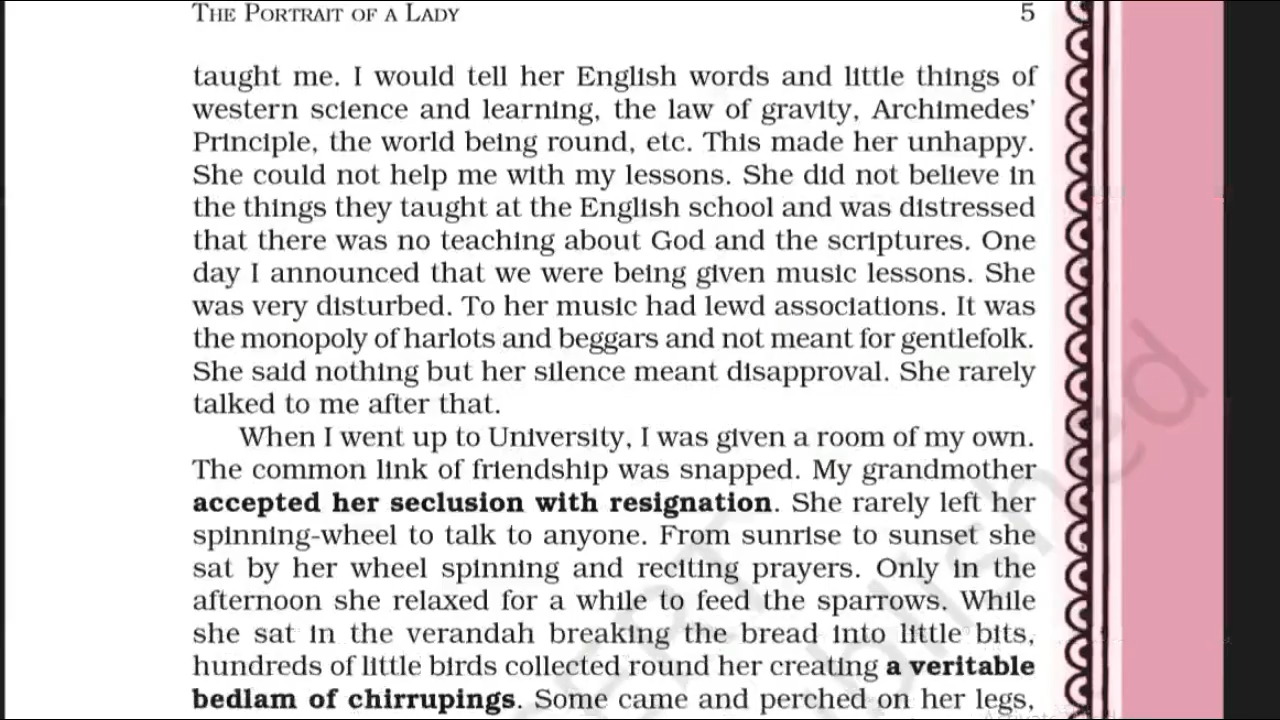 THE PORTRAIT OF A LADY 5
taught me. I would tell her English words and little things of
western science and learning, the law of gravity, Archimedes'
Principle, the world being round, etc. This made her unhappy.
She could not help me with my lessons. She did not believe in
the things they taught at the English school and was distressed
that there was no teaching about God and the scriptures. One
day I announced that we were being given music lessons. She
was very disturbed. To her music had lewd associations. It was
the monopoly of harlots and beggars and not meant for gentlefolk.
She said nothing but her silence meant disapproval. She rarely
talked to me after that.
When I went up to University, I was given a room of my own.
The common link of friendship was snapped. My grandmother
accepted her seclusion with resignation. She rarely left her
spinning-wheel to talk to anyone. From sunrise to sunset she
sat by her wheel spinning and reciting prayers. Only in the
afternoon she relaxed for a while to feed the sparrows. While
she sat in the verandah breaking the bread into little bits,
hundreds of little birds collected round her creating a veritable
bedlam of chirrupings. Some came and perched on her legs,